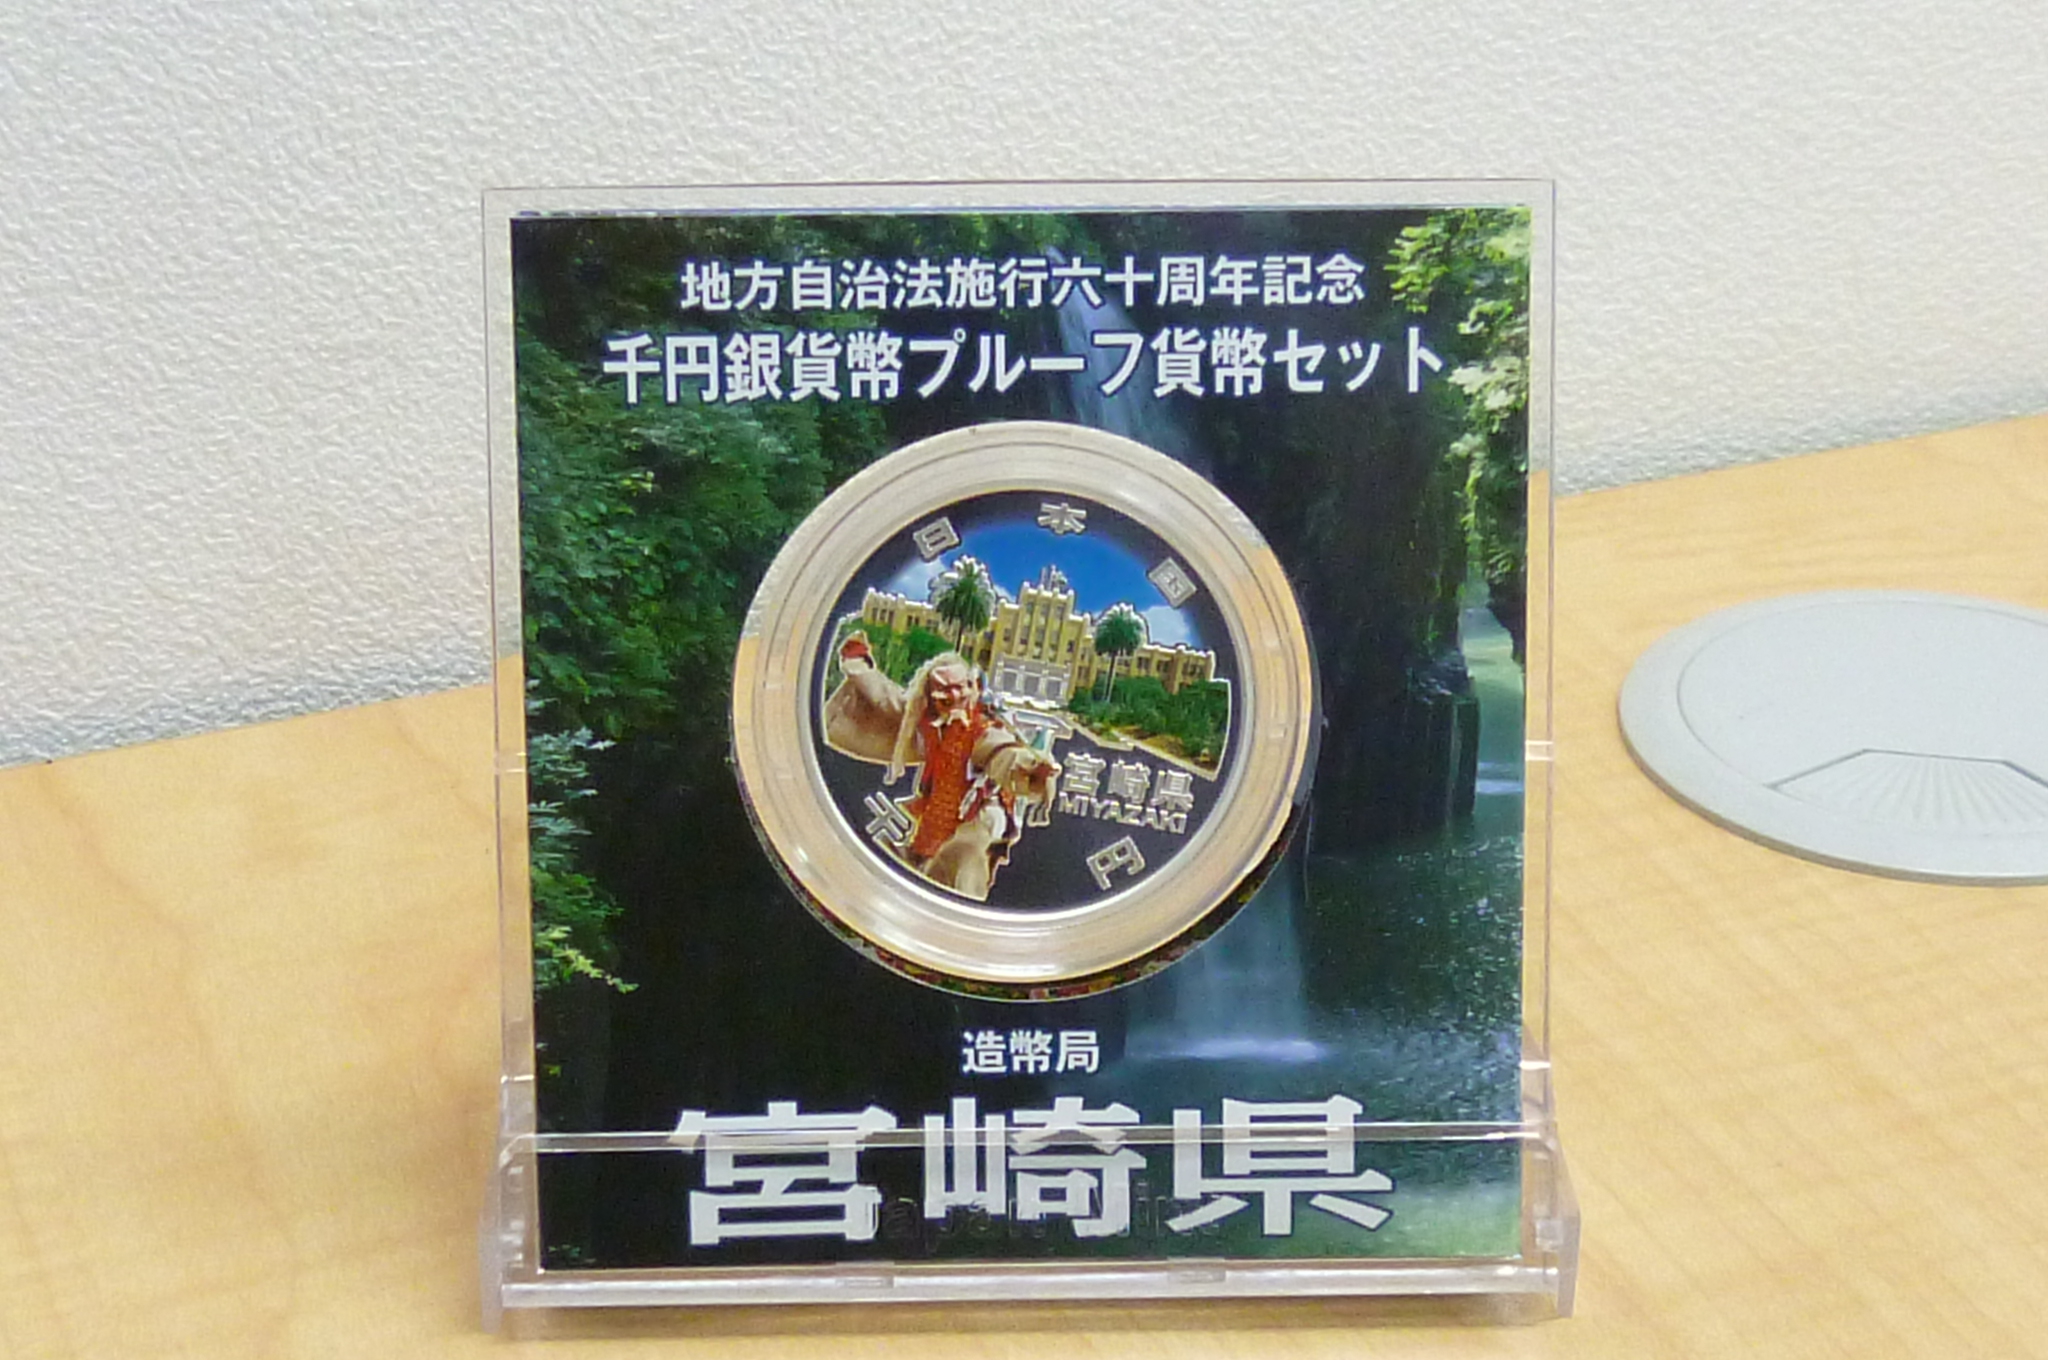 地方自治法施行六十周年記念
千円銀貨幣プルーフ貨幣セット
日本国
宮崎県
MIYAZAKI
千円
造幣局
宮崎県
Japan Mint